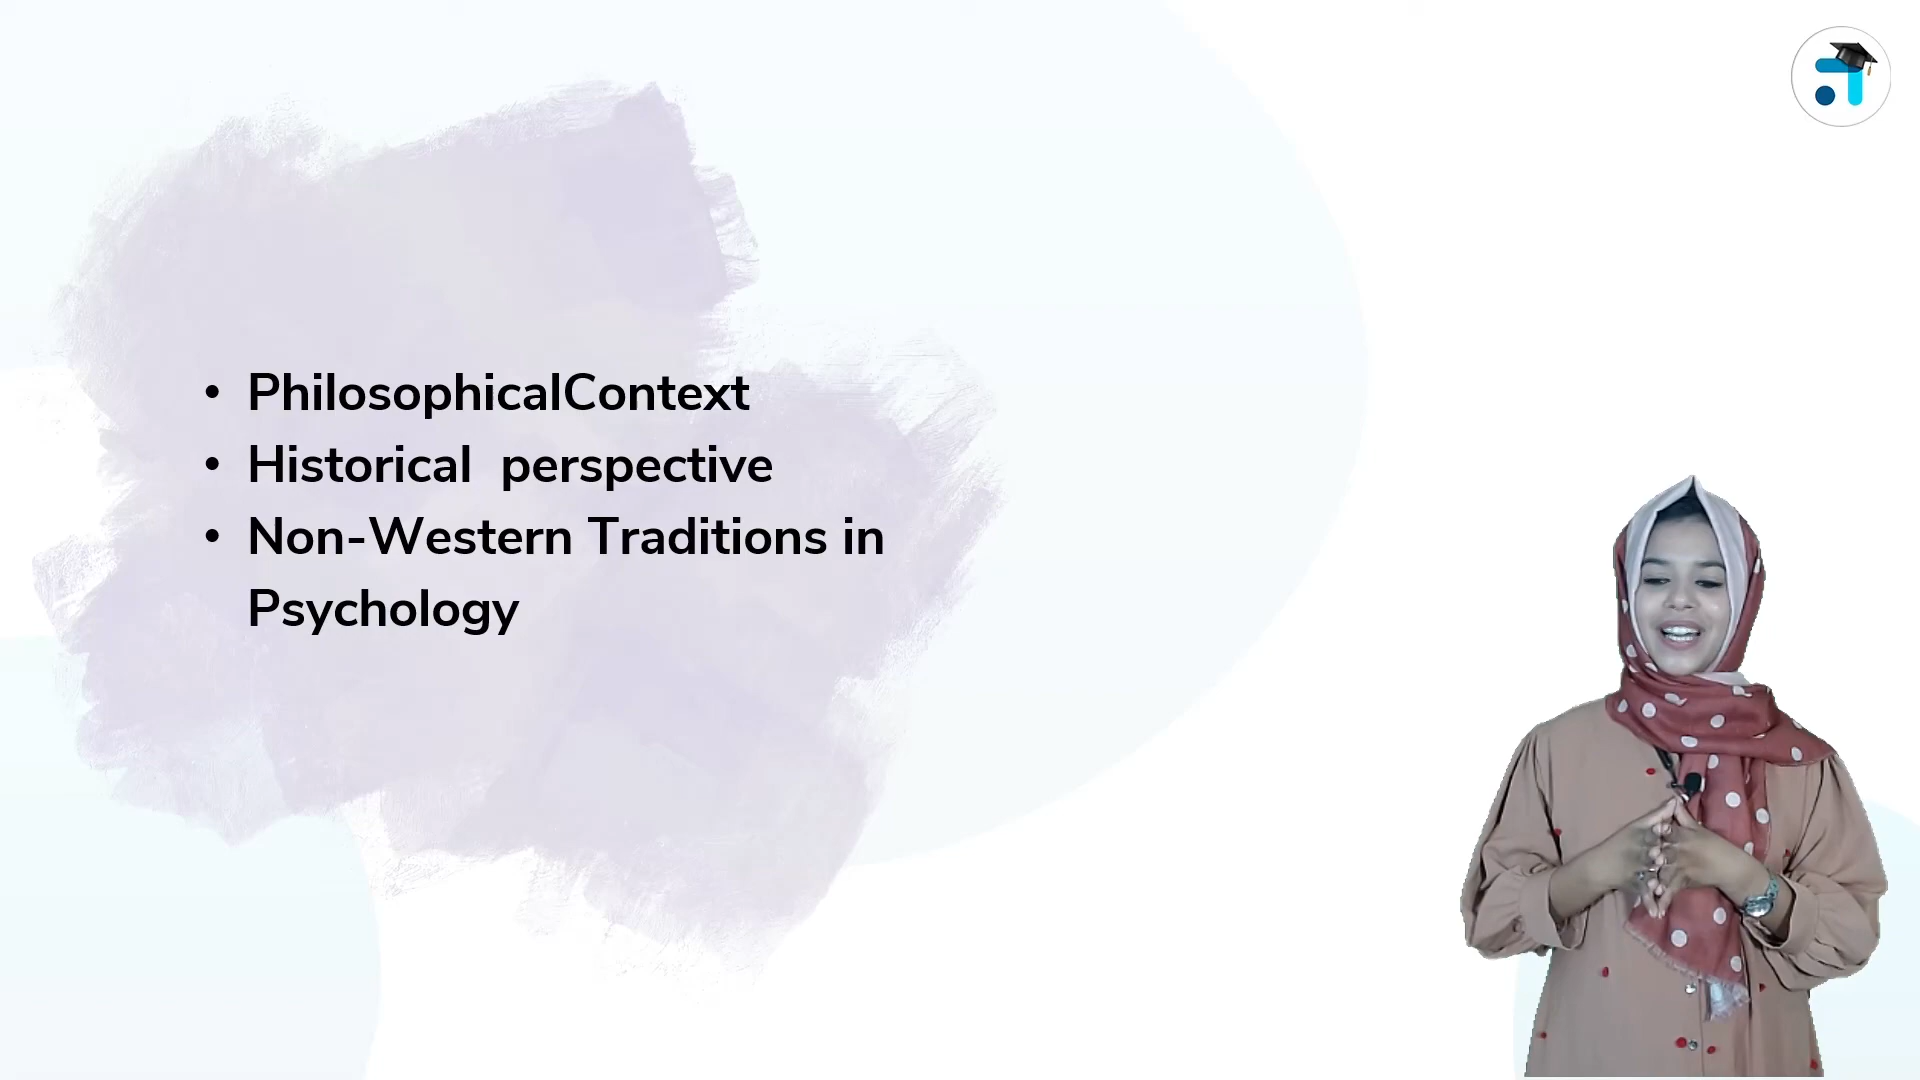 • PhilosophicalContext
• Historical  perspective
• Non-Western Traditions in
Psychology